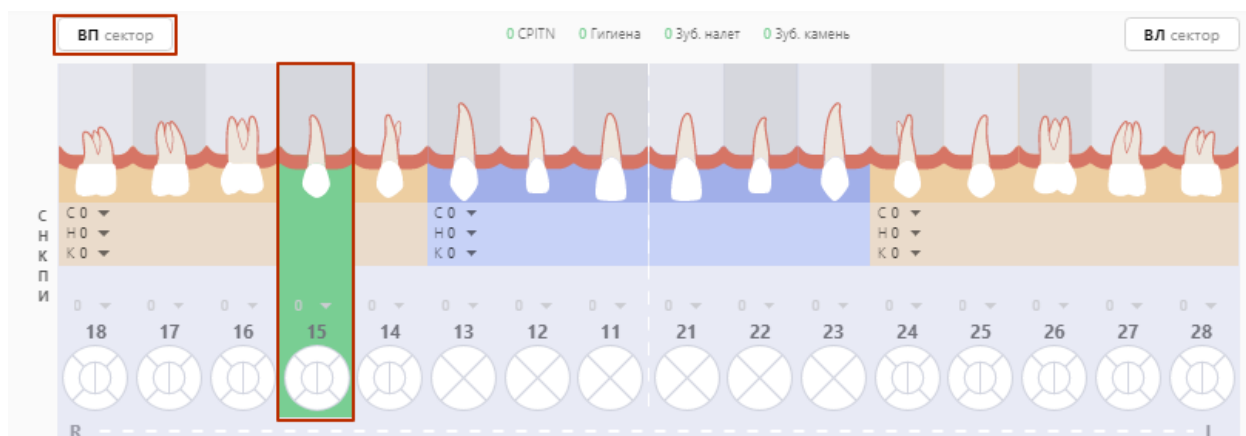 ВП сектор 0 CPITN 0 Гигиена 0 Зуб. налет 0 Зуб. камень ВЛ сектор
С
Н
К
П
И
С 0 С 0 С 0
Н 0 Н 0 Н 0
К 0 К 0 К 0
0 0 0 0 0 0 0 0 0 0 0 0 0 0 0 0
18 17 16 15 14 13 12 11 21 22 23 24 25 26 27 28
R L